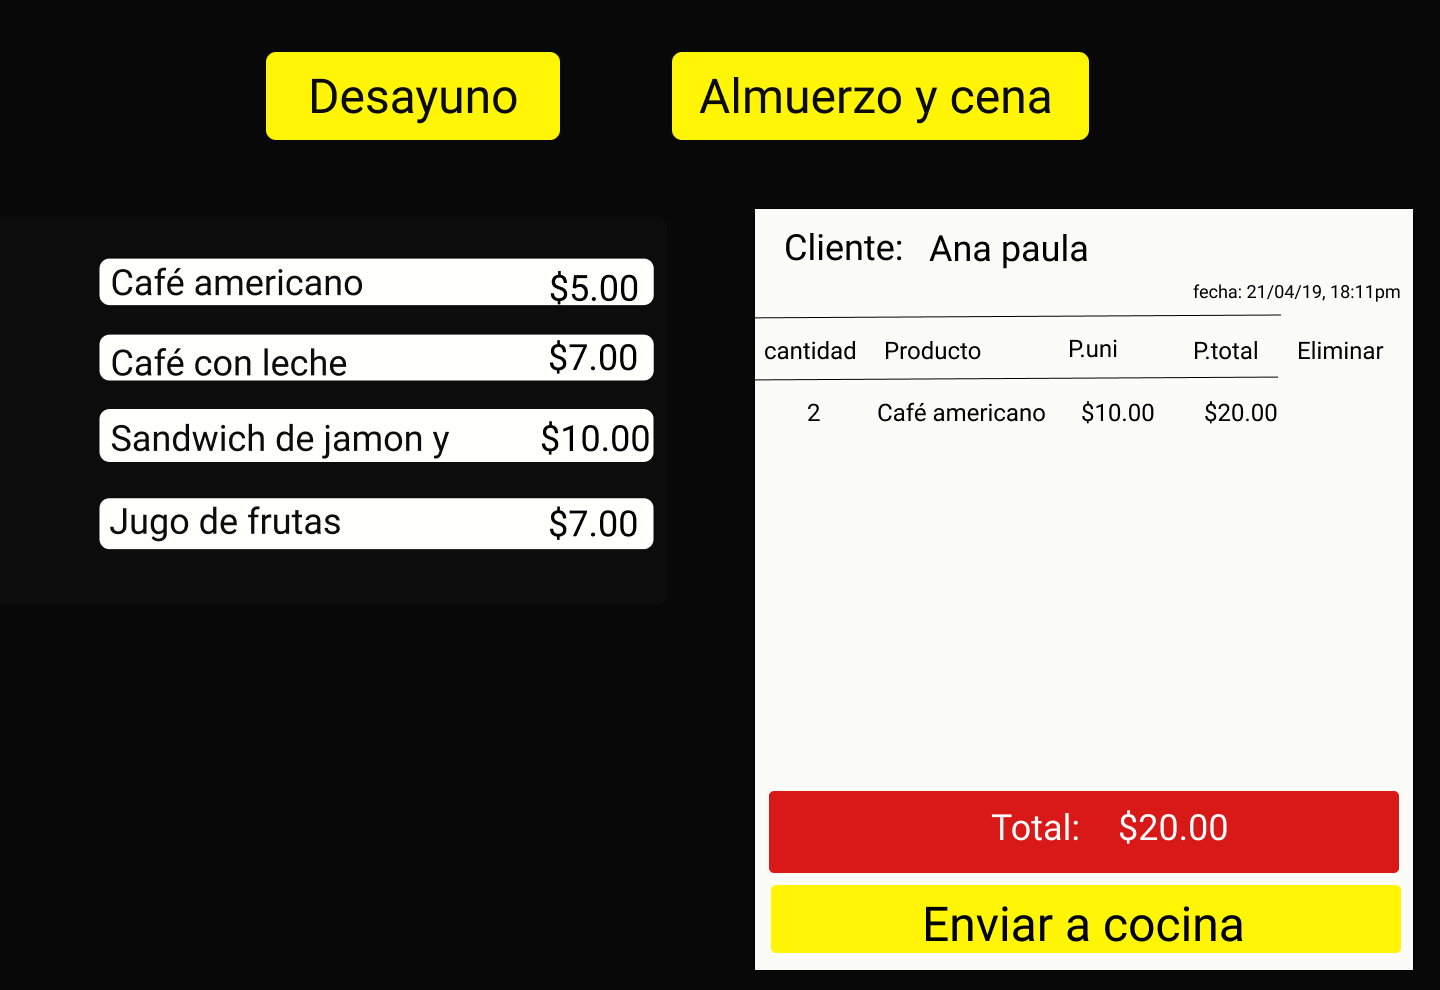 Desayuno
Almuerzo y cena
Café americano $5.00
Café con leche $7.00
Sandwich de jamon y $10.00
Jugo de frutas $7.00
Cliente: Ana paula
fecha: 21/04/19, 18:11pm
cantidad Producto P.uni P.total Eliminar
2 Café americano $10.00 $20.00
Total: $20.00
Enviar a cocina